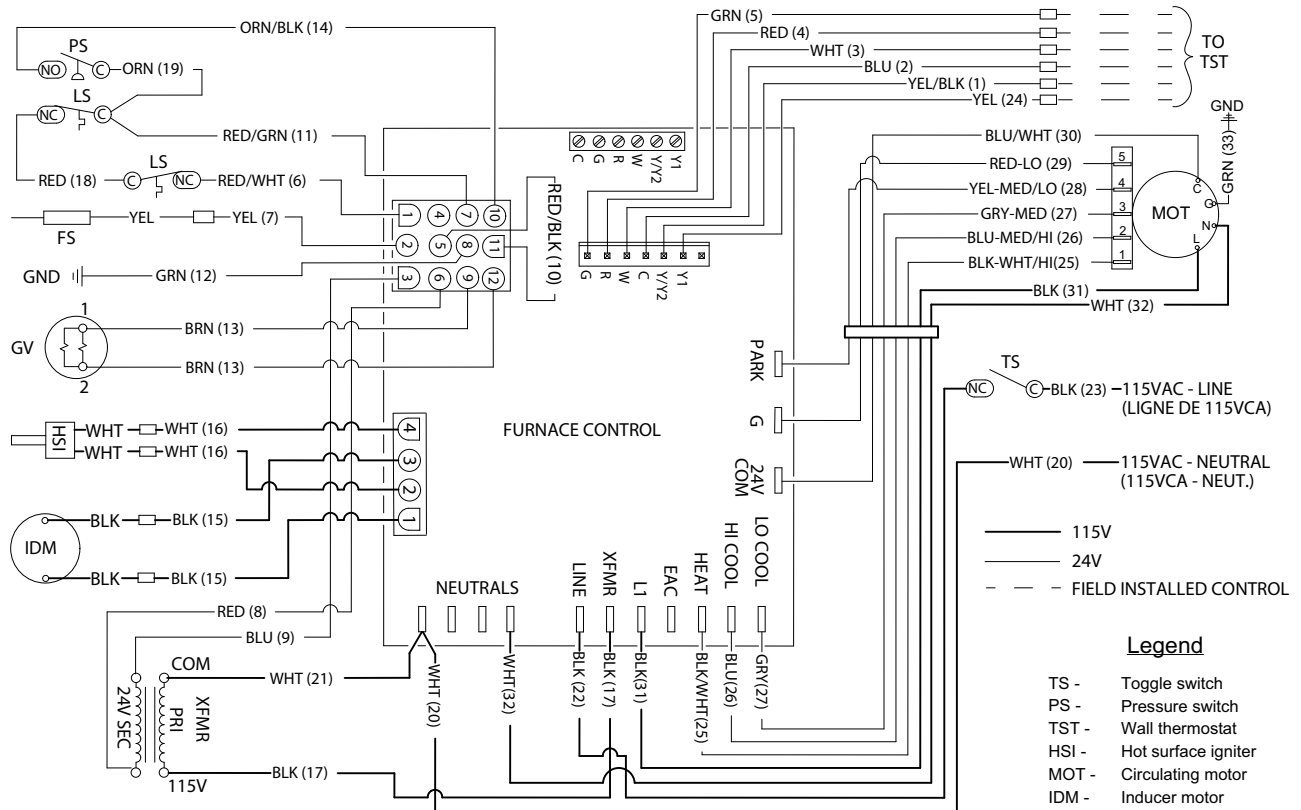 ORN/BLK (14)
PS
NO
C
ORN (19)
LS
NC
C
RED/GRN (11)
LS
RED (18)
C
NC
RED/WHT (6)
YEL
YEL (7)
FS
GND
GRN (12)
1
BRN (13)
GV
BRN (13)
2
1
4
7
10
2
5
8
11
3
6
9
12
RED/BLK (10)
C
G
R
W
Y/Y2
Y1
G
R
W
C
Y/Y2
Y1
GRN (5)
RED (4)
WHT (3)
BLU (2)
YEL/BLK (1)
YEL (24)
TO
TST
GND
GRN (33)
BLU/WHT (30)
RED-LO (29)
YEL-MED/LO (28)
GRY-MED (27)
BLU-MED/HI (26)
BLK-WHT/HI(25)
5
4
3
2
1
MOT
C
G
N
L
BLK (31)
WHT (32)
TS
NC
C
BLK (23)
115VAC - LINE
(LIGNE DE 115VCA)
WHT (20)
115VAC - NEUTRAL
(115VCA - NEUT.)
PARK
G
24V
COM
FURNACE CONTROL
HSI
WHT
WHT (16)
WHT
WHT (16)
4
3
2
1
IDM
BLK
BLK (15)
BLK
BLK (15)
RED (8)
BLU (9)
NEUTRALS
LINE
XFMR
L1
EAC
HEAT
HI COOL
LO COOL
COM
WHT (21)
WHT (20)
WHT(32)
BLK (22)
BLK (17)
BLK(31)
BLK/WHT(25)
BLU(26)
GRY(27)
24V SEC
PRI
XFMR
115V
BLK (17)
115V
24V
FIELD INSTALLED CONTROL
Legend
TS - Toggle switch
PS - Pressure switch
TST - Wall thermostat
HSI - Hot surface igniter
MOT - Circulating motor
IDM - Inducer motor